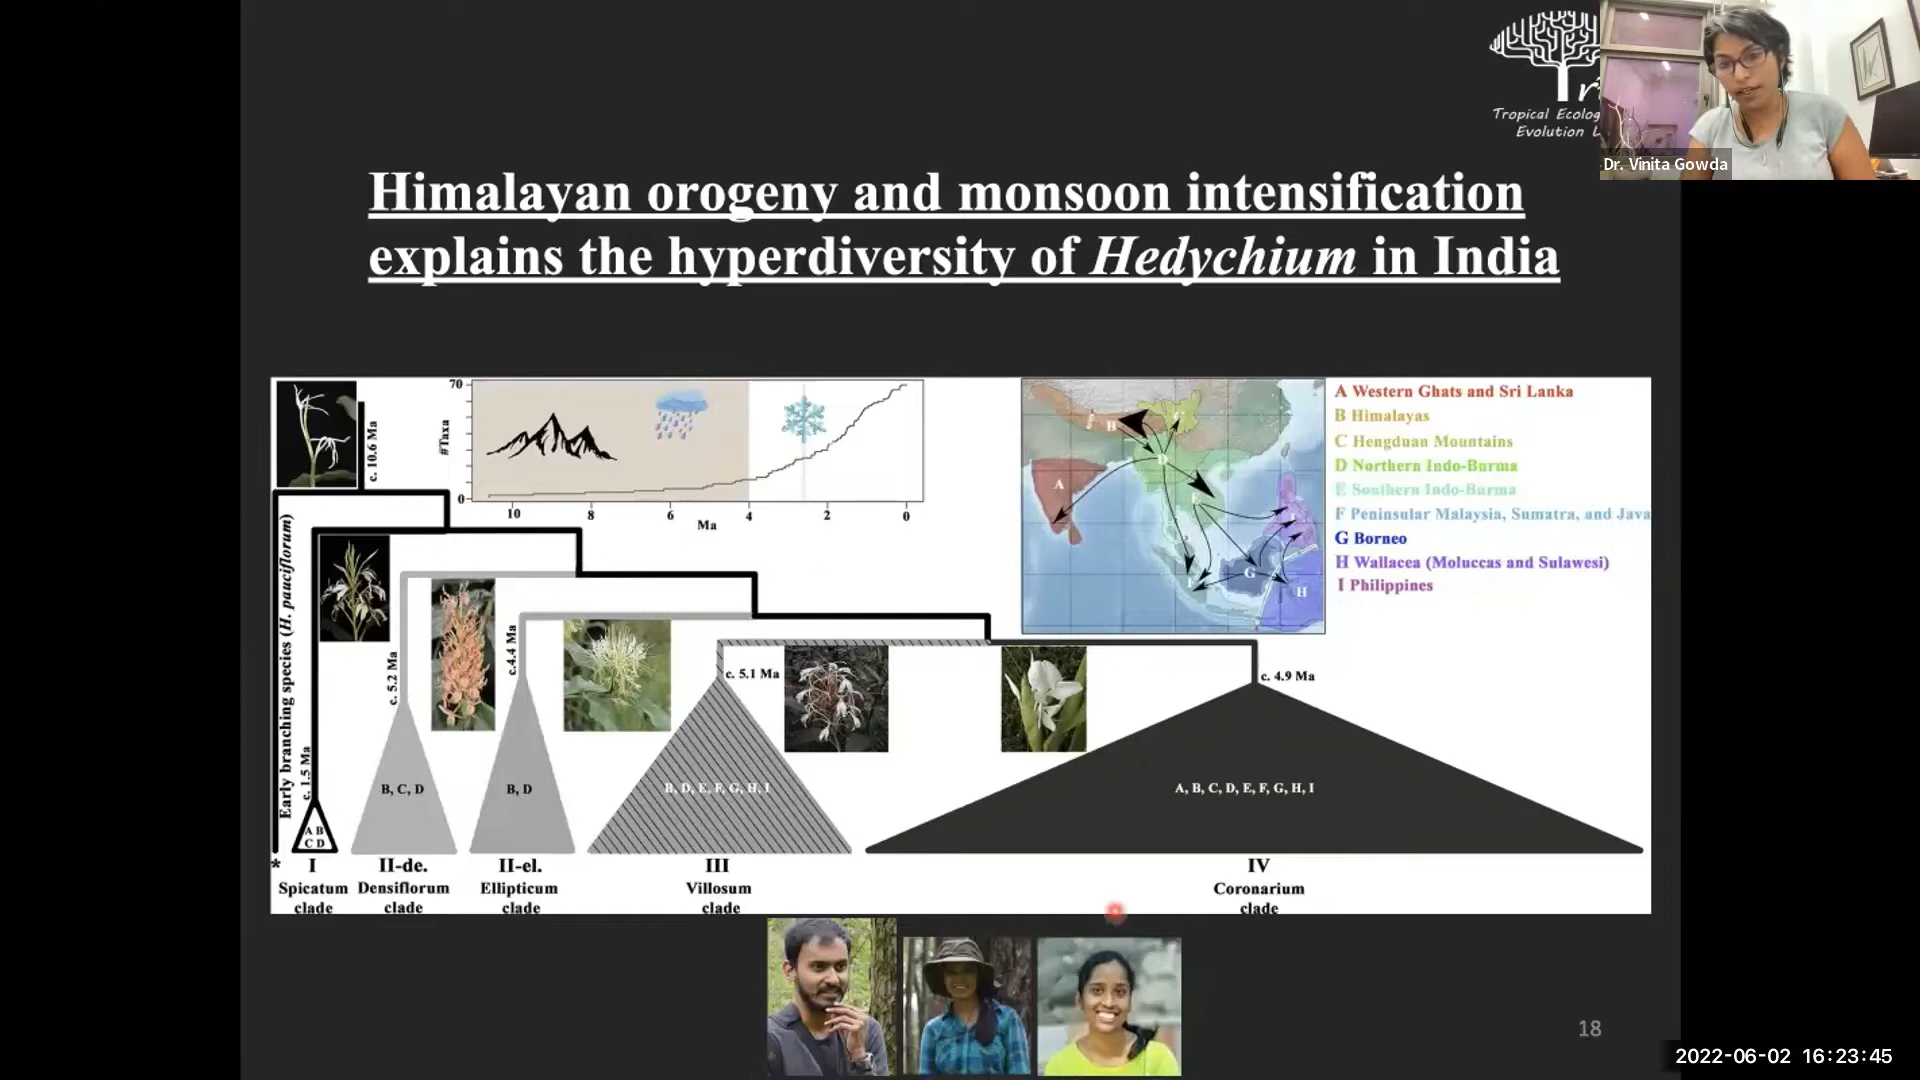 Tropical Ecolog
Evolution L
Dr. Vinita Gowda
Himalayan orogeny and monsoon intensification
explains the hyperdiversity of Hedychium in India
c. 10.6 Ma
#Taxa
70
0
10 8 6 4 2 0
Ma
A
B
C
D
E
G
H
A Western Ghats and Sri Lanka
B Himalayas
C Hengduan Mountains
D Northern Indo-Burma
E Southern Indo-Burma
F Peninsular Malaysia, Sumatra, and Java
G Borneo
H Wallacea (Moluccas and Sulawesi)
I Philippines
Early branching species (H. pauciflorum)
c. 1.5 Ma
c. 5.2 Ma
c.4.4 Ma
c. 5.1 Ma
c. 4.9 Ma
A B
C D
B, C, D
B, D
B, D, E, F, G, H, I
A, B, C, D, E, F, G, H, I
*
I
Spicatum
clade
II-de.
Densiflorum
clade
II-el.
Ellipticum
clade
III
Villosum
clade
IV
Coronarium
clade
18
2022-06-02 16:23:45